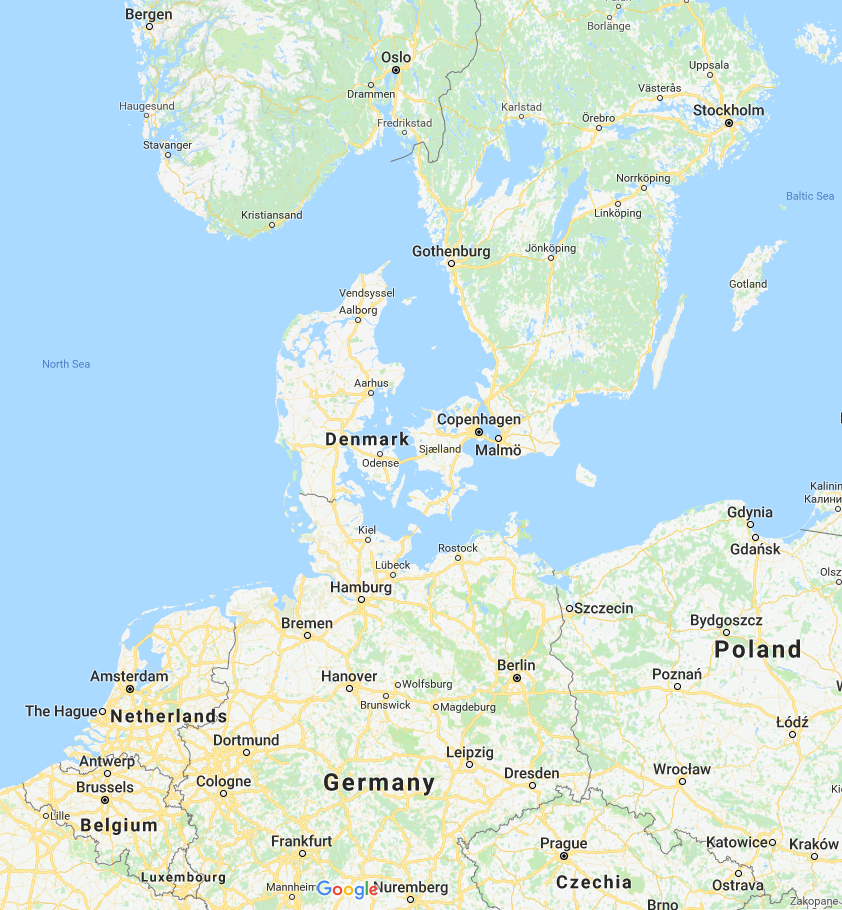 Bergen
Borlänge
Oslo
Uppsala
Drammen
Västerås
Haugesund
Karlstad
Stockholm
Fredrikstad
Örebro
Stavanger
Norrköping
Baltic Sea
Linköping
Kristiansand
Gothenburg
Jönköping
Gotland
Vendsyssel
Aalborg
North Sea
Aarhus
Copenhagen
Denmark
Sjælland
Malmö
Odense
Kalinin
Калини
Gdynia
Kiel
Gdańsk
Rostock
Lübeck
Olsz
Hamburg
Szczecin
Bremen
Bydgoszcz
Poland
Berlin
Amsterdam
Hanover
Wolfsburg
Poznań
Brunswick
Magdeburg
The Hague
Netherlands
Łódź
Dortmund
Leipzig
Antwerp
Wrocław
Dresden
Cologne
Germany
Brussels
Kie
Lille
Belgium
Frankfurt
Prague
Katowice
Kraków
Luxembourg
Czechia
Ostrava
Mannheim
Google
Nuremberg
Brno
Zakopane